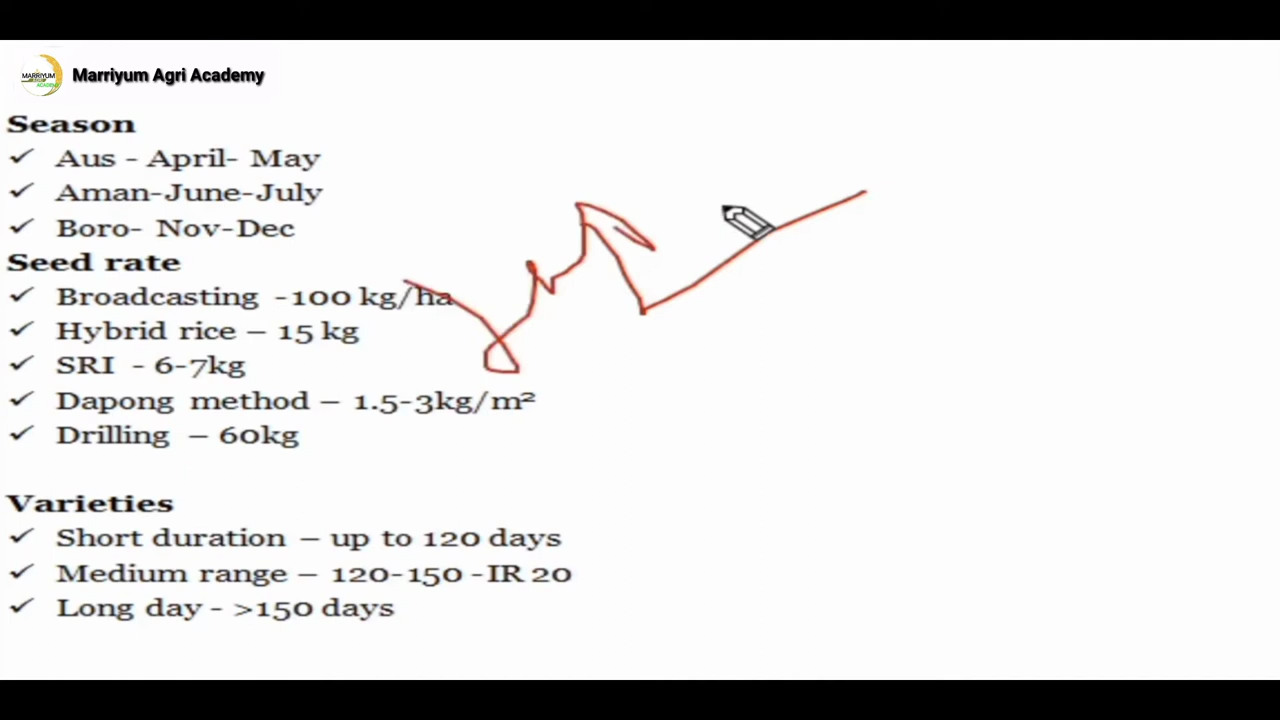 MARRIYUM
ACADEMY
Marriyum Agri Academy
Season
✓ Aus - April- May
✓ Aman-June-July
✓ Boro- Nov-Dec
Seed rate
✓ Broadcasting -100 kg/ha
✓ Hybrid rice – 15 kg
✓ SRI - 6-7kg
✓ Dapong method – 1.5-3kg/m²
✓ Drilling – 60kg
Varieties
✓ Short duration – up to 120 days
✓ Medium range – 120-150 -IR 20
✓ Long day - >150 days